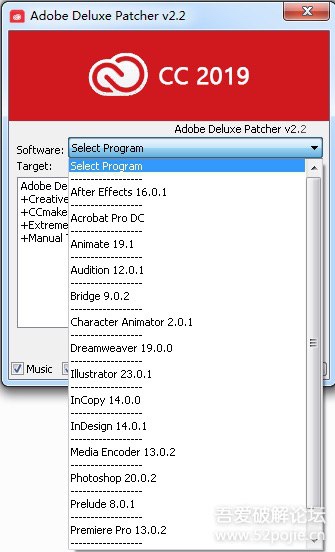 Adobe Deluxe Patcher v2.2
CC 2019
Adobe Deluxe Patcher v2.2
Software: Select Program
Select Program
--------------------
After Effects 16.0.1
--------------------
Acrobat Pro DC
--------------------
Animate 19.1
--------------------
Audition 12.0.1
--------------------
Bridge 9.0.2
--------------------
Character Animator 2.0.1
--------------------
Dreamweaver 19.0.0
--------------------
Illustrator 23.0.1
--------------------
InCopy 14.0.0
--------------------
InDesign 14.0.1
--------------------
Media Encoder 13.0.2
--------------------
Photoshop 20.0.2
--------------------
Prelude 8.0.1
--------------------
Premiere Pro 13.0.2
--------------------
Target:
Adobe De
+Creative
+CCmake
+Extreme
+Manual T
Music
吾爱破解论坛
www.52pojie.cn